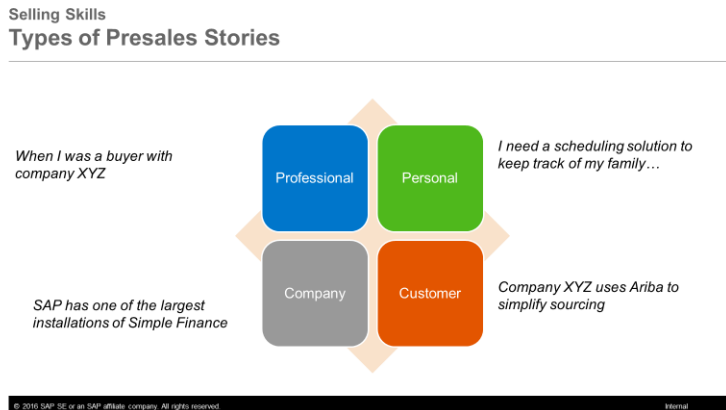 Selling Skills
Types of Presales Stories
When I was a buyer with
company XYZ
Professional
Personal
I need a scheduling solution to
keep track of my family…
SAP has one of the largest
installations of Simple Finance
Company
Customer
Company XYZ uses Ariba to
simplify sourcing
© 2016 SAP SE or an SAP affiliate company. All rights reserved.
Internal